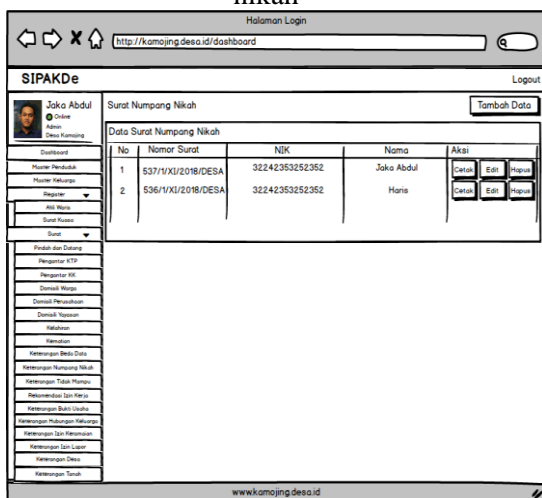 nikah
Halaman Login
http://kamojing.desa.id/dashboard
SIPAKDe
Logout
Jaka Abdul
Online
Admin
Desa Kamojing
Surat Numpang Nikah
Tambah Data
Data Surat Numpang Nikah
No Nomor Surat NIK Nama Aksi
1 537/1/XI/2018/DESA 32242353252352 Jaka Abdul Cetak Edit Hapus
2 536/1/XI/2018/DESA 32242353252352 Haris Cetak Edit Hapus
Dashboard
Master Penduduk
Master Keluarga
Register
Ahli Waris
Surat Kuasa
Surat
Pindah dan Datang
Pengantar KTP
Pengantar KK
Domisili Warga
Domisili Perusahaan
Domisili Yayasan
Kelahiran
Kematian
Keterangan Beda Data
Keterangan Numpang Nikah
Keterangan Tidak Mampu
Rekomendasi Izin Kerja
Keterangan Bukti Usaha
Keterangan Hubungan Keluarga
Keterangan Izin Keramaian
Keterangan Izin Lapor
Keterangan Desa
Keterangan Tanah
www.kamojing.desa.id